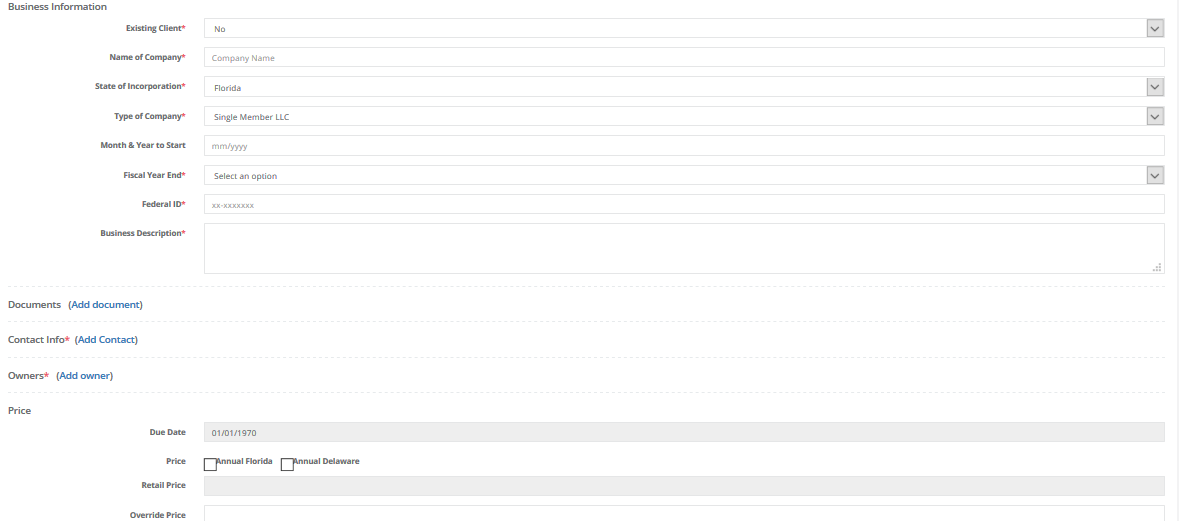 Business Information
Existing Client* No
Name of Company* Company Name
State of Incorporation* Florida
Type of Company* Single Member LLC
Month & Year to Start mm/yyyy
Fiscal Year End* Select an option
Federal ID* xx-xxxxxxx
Business Description*
Documents (Add document)
Contact Info* (Add Contact)
Owners* (Add owner)
Price
Due Date 01/01/1970
Price Annual Florida Annual Delaware
Retail Price
Override Price